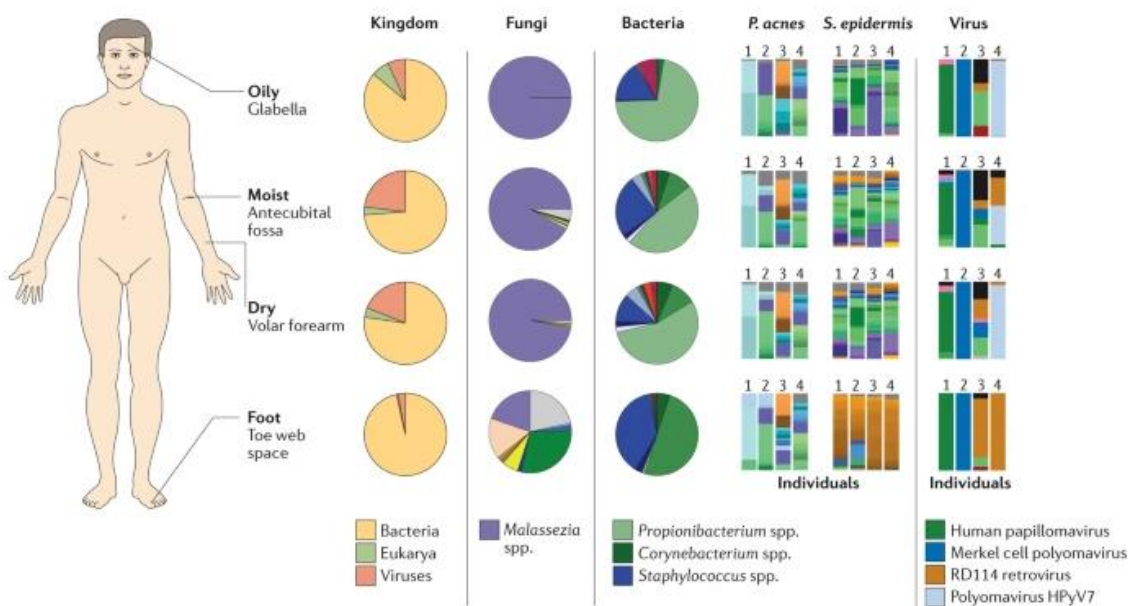 Kingdom
Fungi
Bacteria
P. acnes
S. epidermis
Virus
1 2 3 4
1 2 3 4
1 2 3 4
Oily
Glabella
1 2 3 4
1 2 3 4
1 2 3 4
Moist
Antecubital
fossa
1 2 3 4
1 2 3 4
1 2 3 4
Dry
Volar forearm
1 2 3 4
1 2 3 4
1 2 3 4
Foot
Toe web
space
Individuals
Individuals
Bacteria
Eukarya
Viruses
Malassezia
spp.
Propionibacterium spp.
Corynebacterium spp.
Staphylococcus spp.
Human papillomavirus
Merkel cell polyomavirus
RD114 retrovirus
Polyomavirus HPyV7